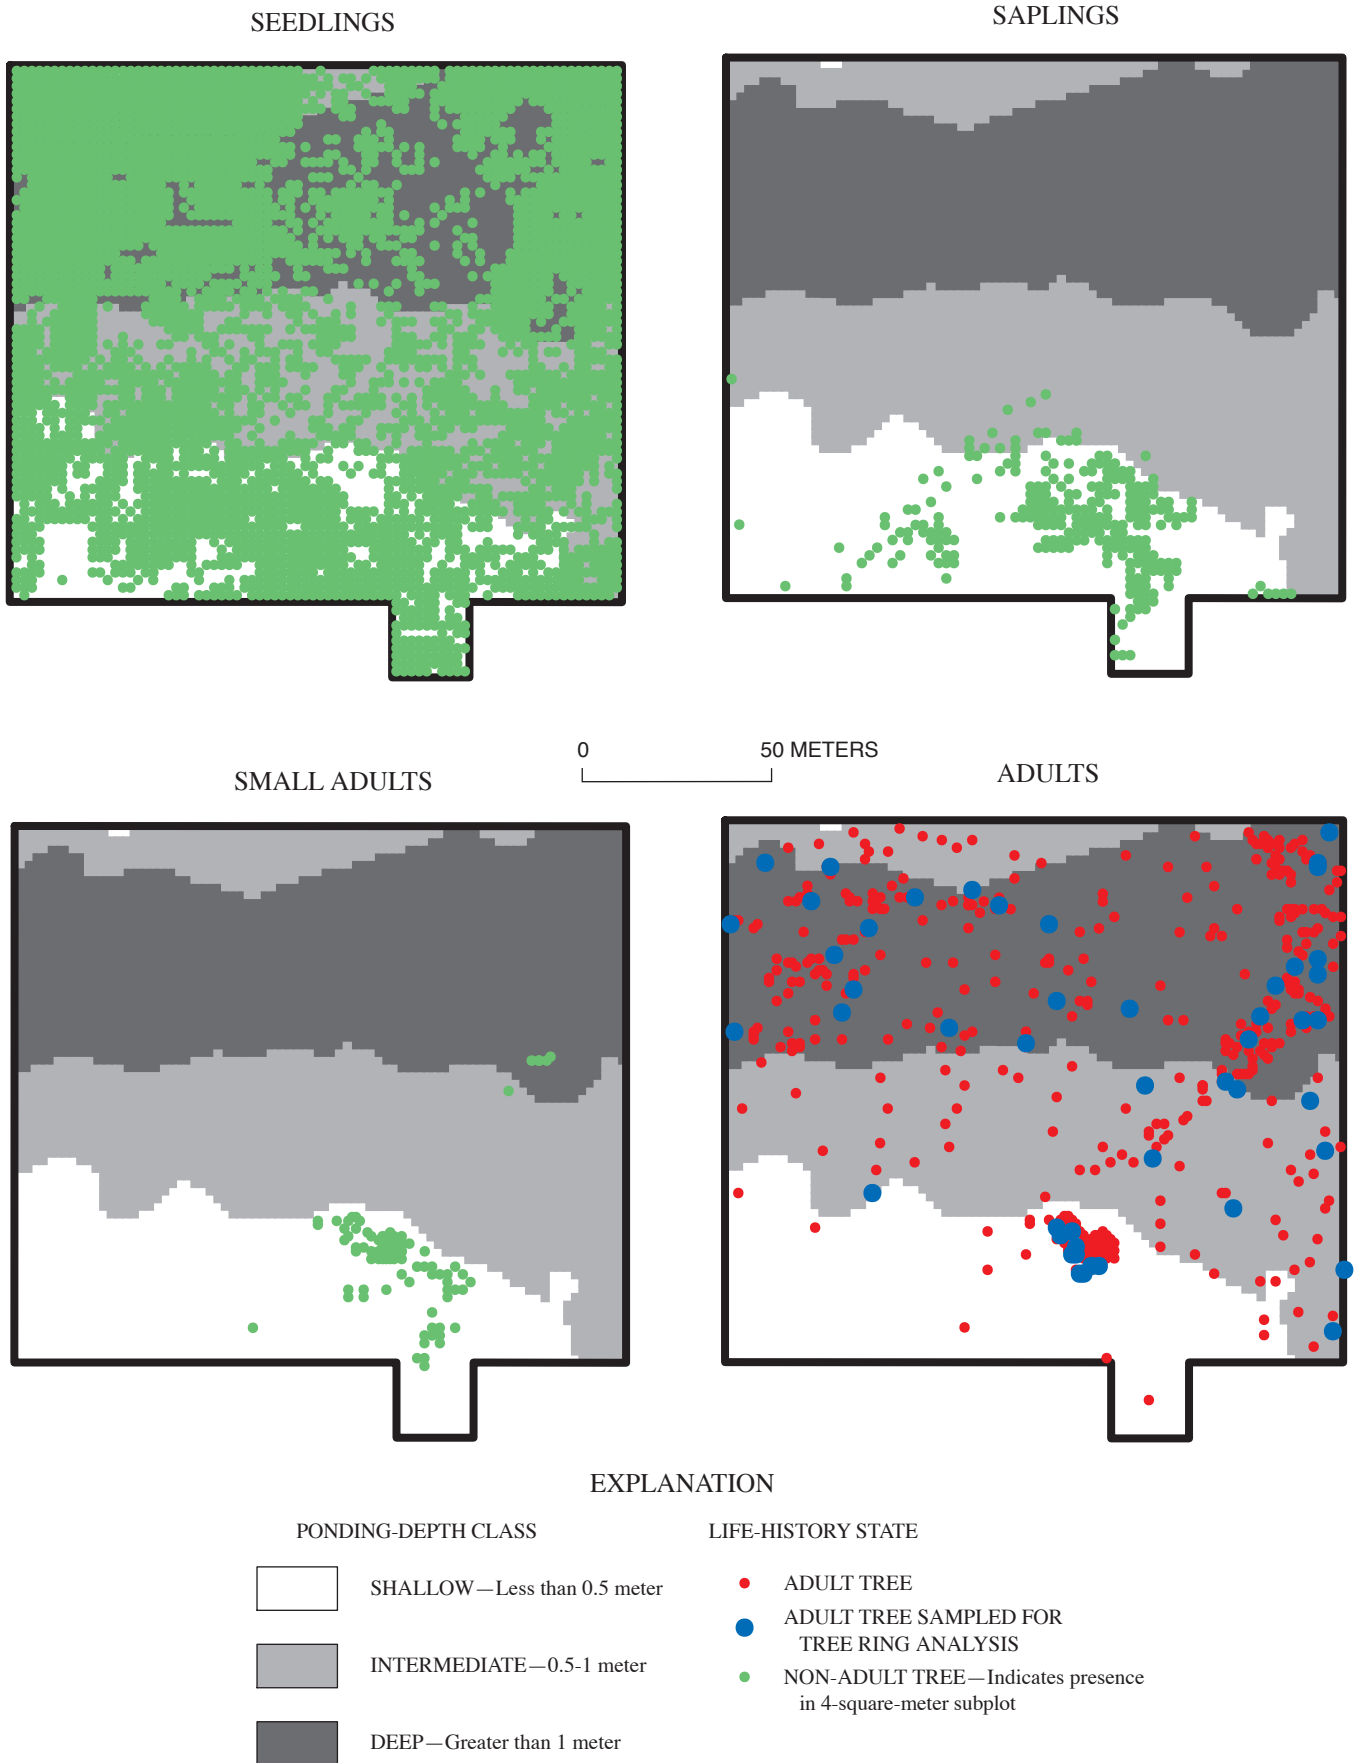 SEEDLINGS
SAPLINGS
0 50 METERS
SMALL ADULTS
ADULTS
EXPLANATION
PONDING-DEPTH CLASS
SHALLOW—Less than 0.5 meter
INTERMEDIATE—0.5-1 meter
DEEP—Greater than 1 meter
LIFE-HISTORY STATE
ADULT TREE
ADULT TREE SAMPLED FOR
TREE RING ANALYSIS
NON-ADULT TREE—Indicates presence
in 4-square-meter subplot